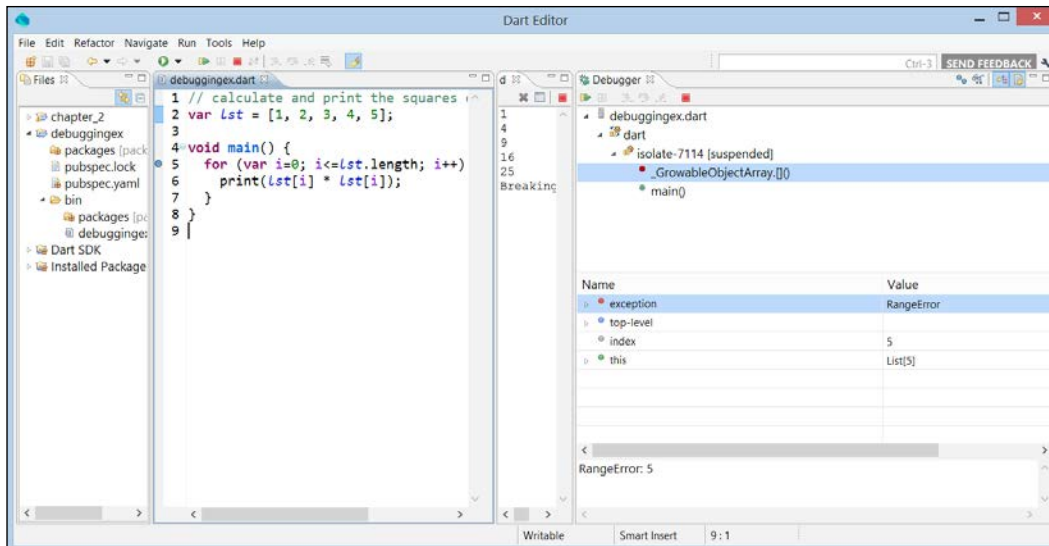 Dart Editor
File Edit Refactor Navigate Run Tools Help
Ctrl-3 SEND FEEDBACK
Files
debuggingex.dart
d
Debugger
chapter_2
debuggingex
packages [pack
pubspec.lock
pubspec.yaml
bin
packages [pa
debugginge
Dart SDK
Installed Package
1 // calculate and print the squares
2 var lst = [1, 2, 3, 4, 5];
3
4 void main() {
5 for (var i=0; i<=lst.length; i++)
6 print(lst[i] * lst[i]);
7 }
8 }
9
1
4
9
16
25
Breaking
debuggingex.dart
dart
isolate-7114 [suspended]
_GrowableObjectArray.[]()
main()
Name Value
exception RangeError
top-level
index 5
this List[5]
RangeError: 5
Writable Smart Insert 9 : 1